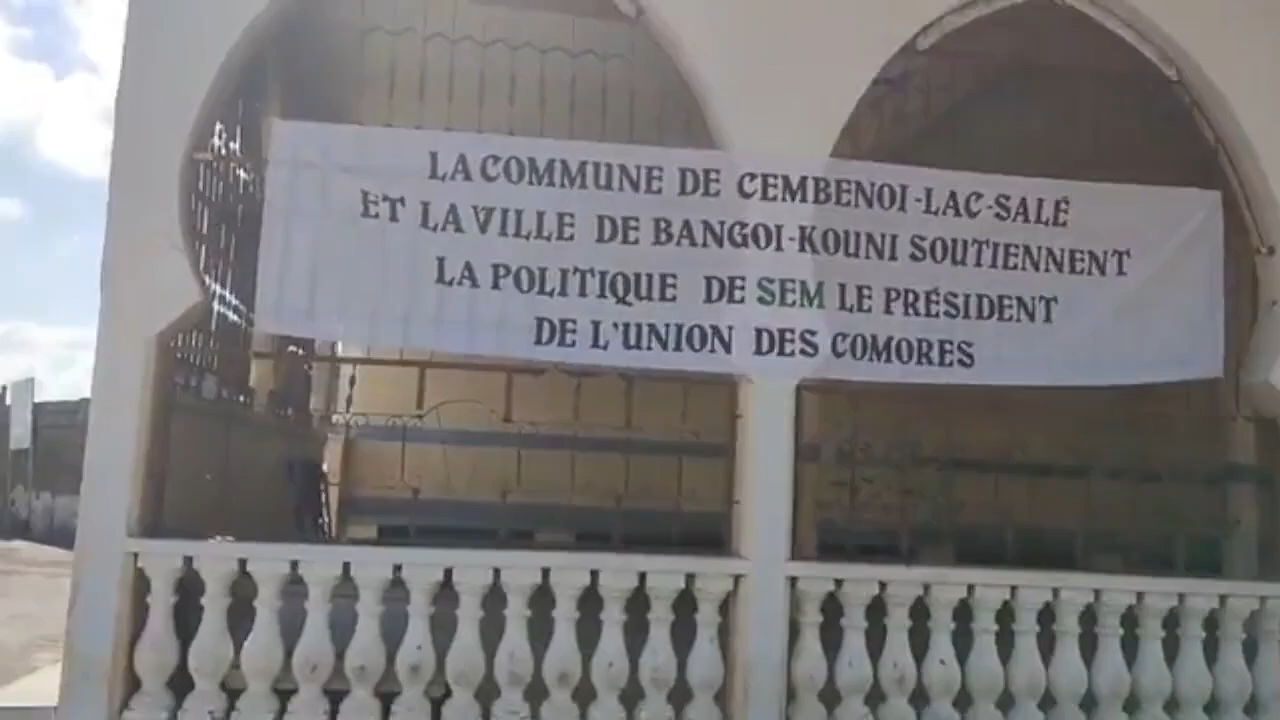 LA COMMUNE DE CEMBENOI-LAC-SALÉ
ET LA VILLE DE BANGOI-KOUNI SOUTIENNENT
LA POLITIQUE DE SEM LE PRÉSIDENT
DE L'UNION DES COMORES